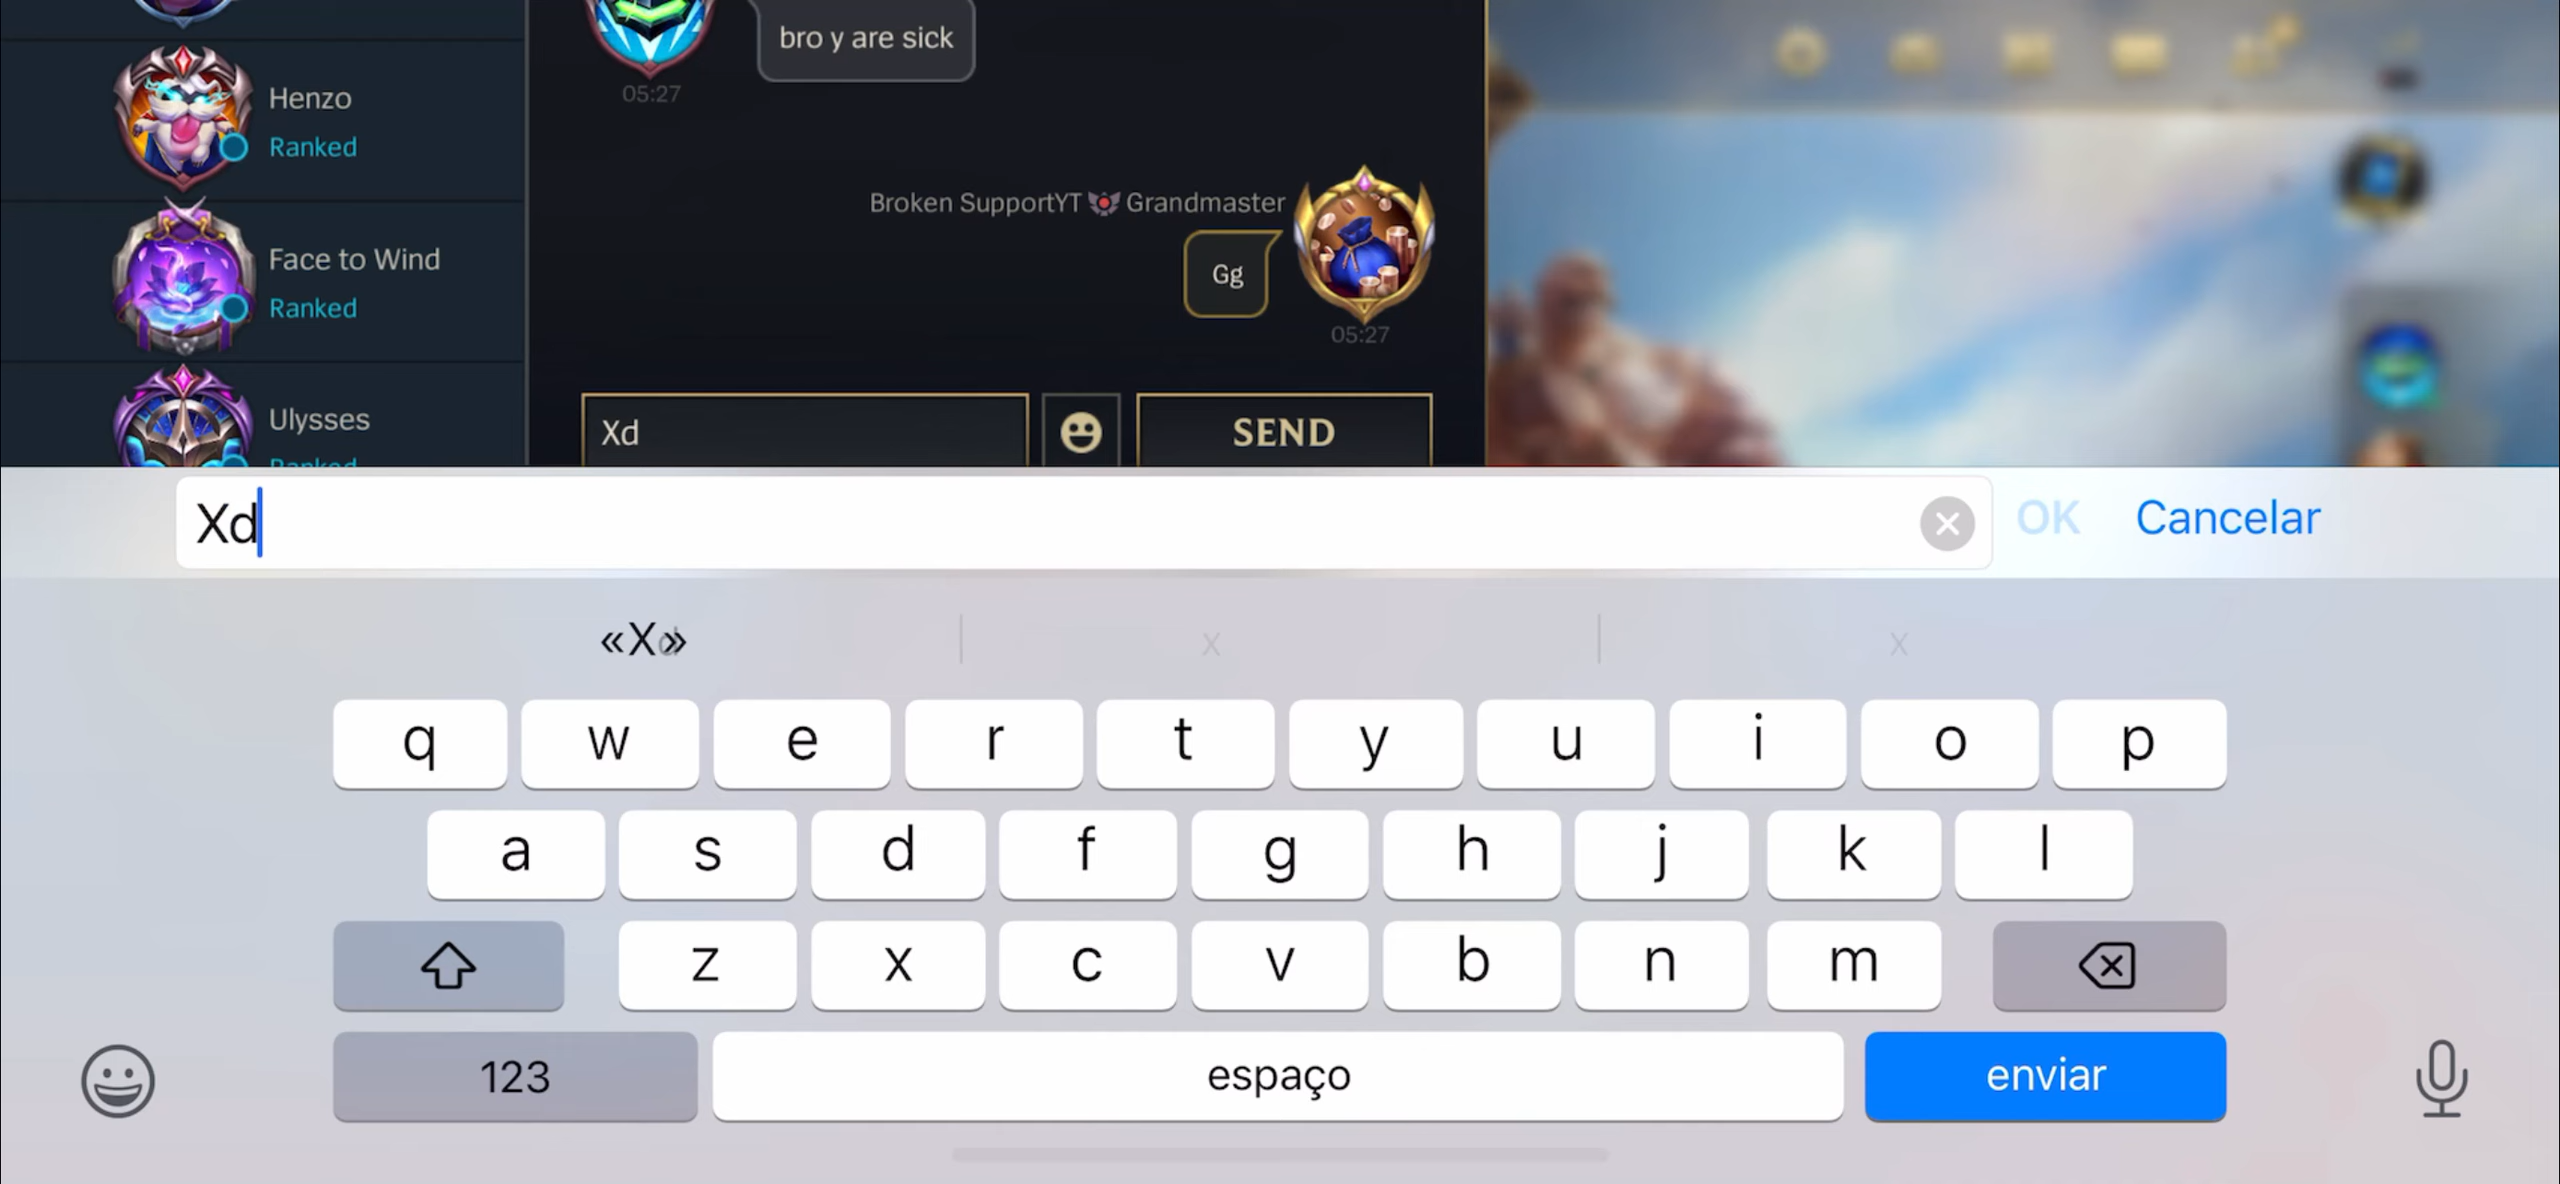 bro y are sick
05:27
Henzo
Ranked
Broken SupportYT Grandmaster
Gg
05:27
Face to Wind
Ranked
Ulysses
Ranked
Xd
SEND
Xd
OK
Cancelar
«X»
x
x
q w e r t y u i o p
a s d f g h j k l
z x c v b n m
123
espaço
enviar